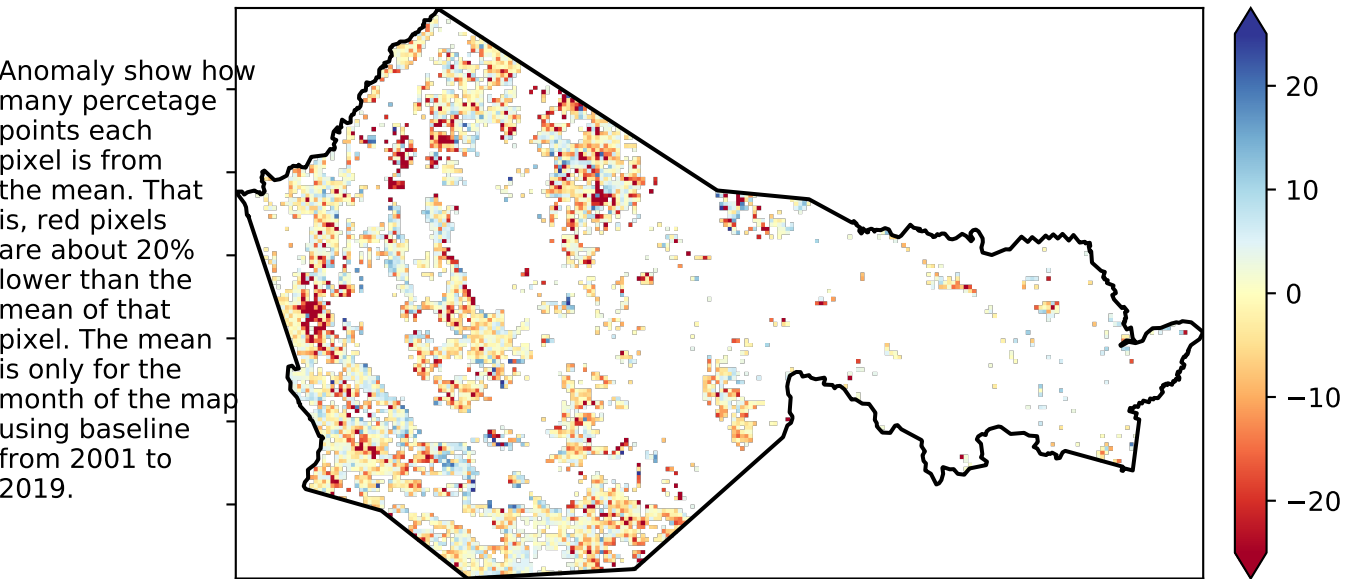 Anomaly show how
many percetage
points each
pixel is from
the mean. That
is, red pixels
are about 20%
lower than the
mean of that
pixel. The mean
is only for the
month of the map
using baseline
from 2001 to
2019.
20
10
0
−10
−20